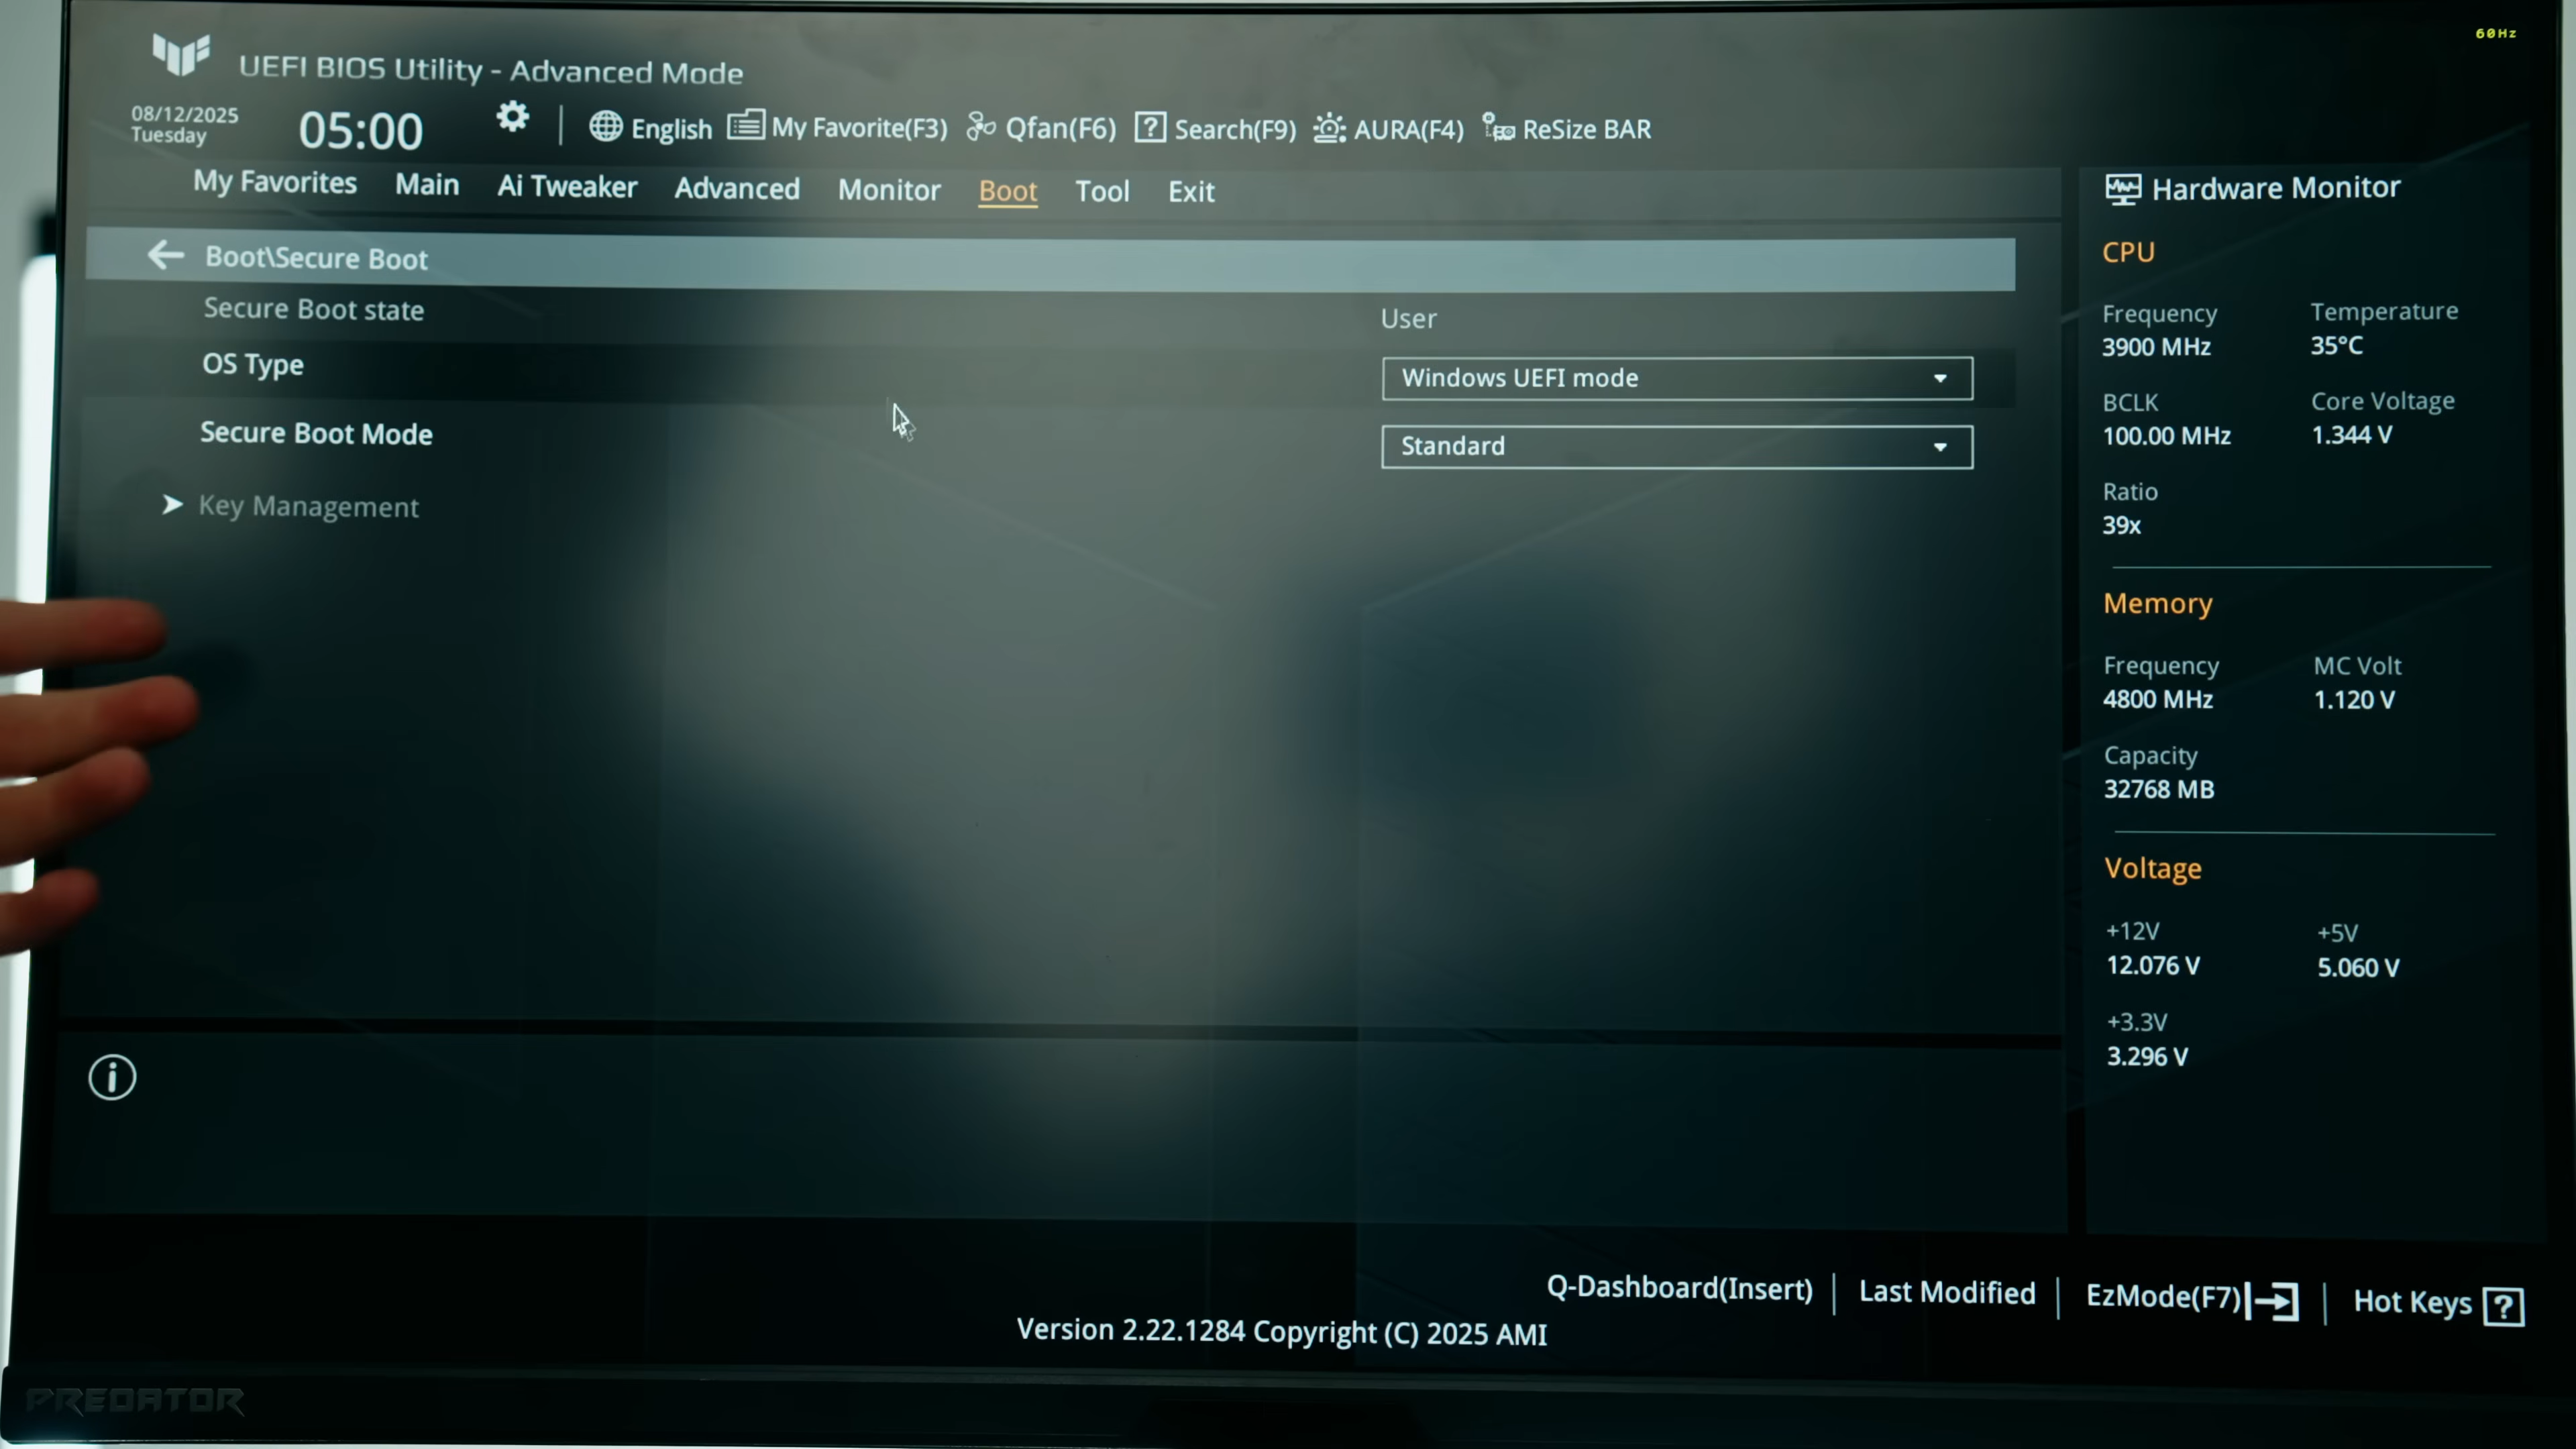 60Hz
UEFI BIOS Utility - Advanced Mode
08/12/2025
Tuesday
05:00
English
My Favorite(F3)
Qfan(F6)
Search(F9)
AURA(F4)
ReSize BAR
My Favorites Main Ai Tweaker Advanced Monitor Boot Tool Exit
Boot\Secure Boot
Secure Boot state User
OS Type Windows UEFI mode
Secure Boot Mode Standard
Key Management
Hardware Monitor
CPU
Frequency Temperature
3900 MHz 35°C
BCLK Core Voltage
100.00 MHz 1.344 V
Ratio
39x
Memory
Frequency MC Volt
4800 MHz 1.120 V
Capacity
32768 MB
Voltage
+12V +5V
12.076 V 5.060 V
+3.3V
3.296 V
Q-Dashboard(Insert) Last Modified EzMode(F7) Hot Keys ?
Version 2.22.1284 Copyright (C) 2025 AMI
PREDATOR